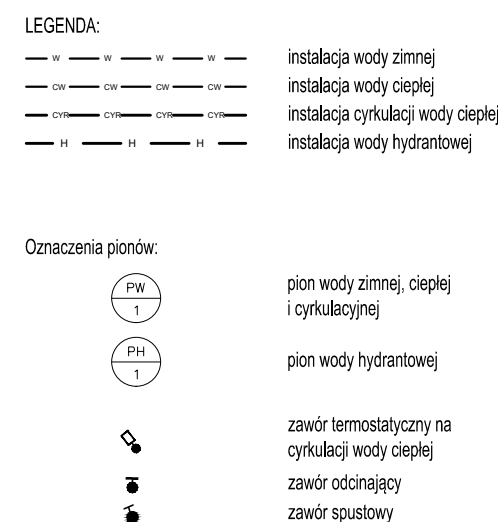 LEGENDA:
W W W W instalacja wody zimnej
CW CW CW CW instalacja wody ciepłej
CYR CYR CYR CYR instalacja cyrkulacji wody ciepłej
H H H instalacja wody hydrantowej
Oznaczenia pionów:
PW
1
pion wody zimnej, ciepłej
i cyrkulacyjnej
PH
1
pion wody hydrantowej
zawór termostatyczny na
cyrkulacji wody ciepłej
zawór odcinający
zawór spustowy